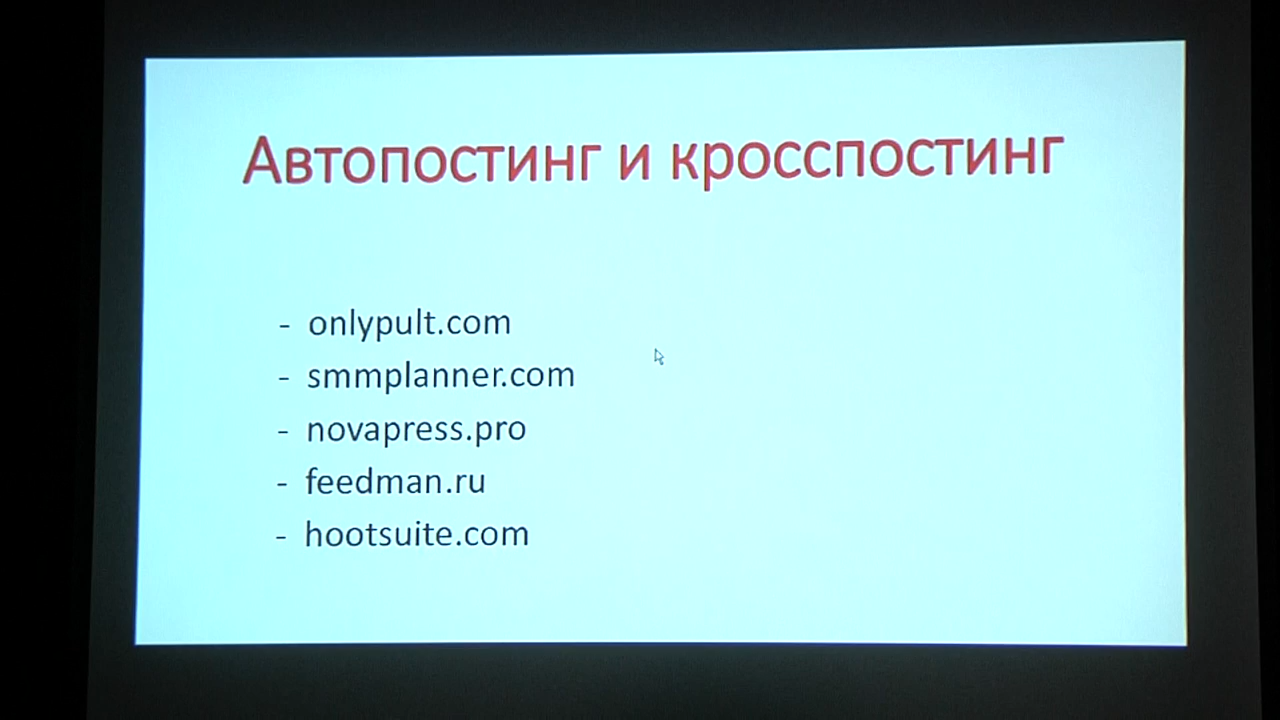 Автопостинг и кросспостинг
- onlypult.com
- smmplanner.com
- novapress.pro
- feedman.ru
- hootsuite.com